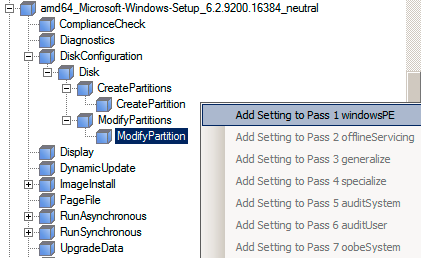 amd64_Microsoft-Windows-Setup_6.2.9200.16384_neutral
ComplianceCheck
Diagnostics
DiskConfiguration
Disk
CreatePartitions
CreatePartition
ModifyPartitions
ModifyPartition
Display
DynamicUpdate
ImageInstall
PageFile
RunAsynchronous
RunSynchronous
UpgradeData
Add Setting to Pass 1 windowsPE
Add Setting to Pass 2 offlineServicing
Add Setting to Pass 3 generalize
Add Setting to Pass 4 specialize
Add Setting to Pass 5 auditSystem
Add Setting to Pass 6 auditUser
Add Setting to Pass 7 oobeSystem